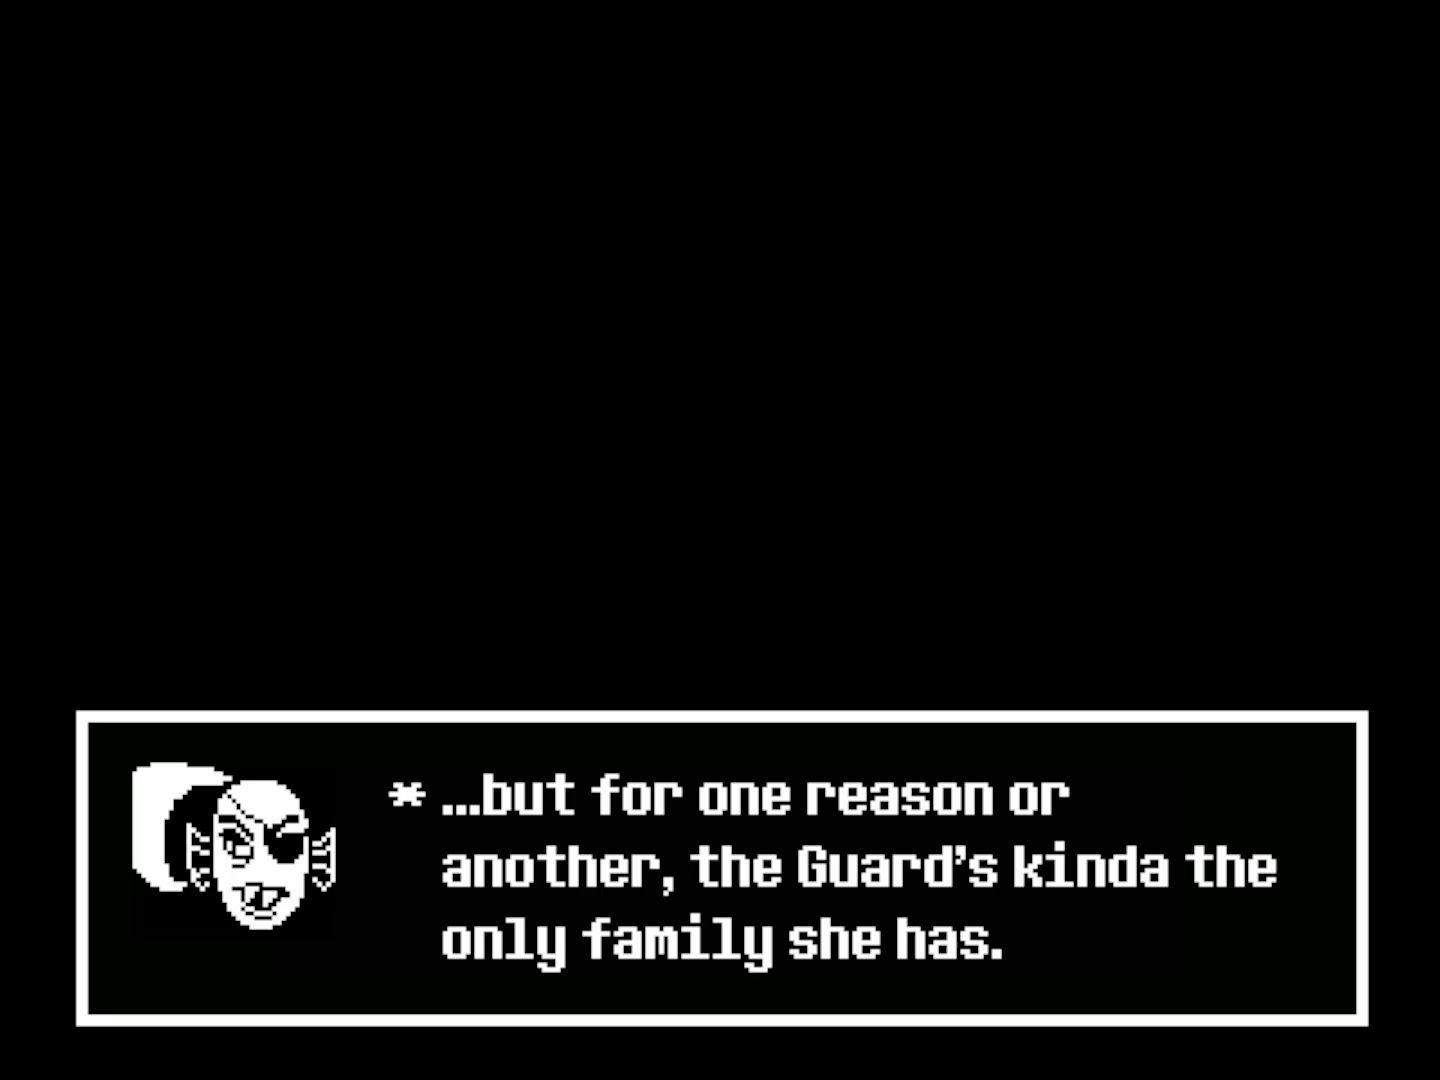 * ...but for one reason or
another, the Guard's kinda the
only family she has.